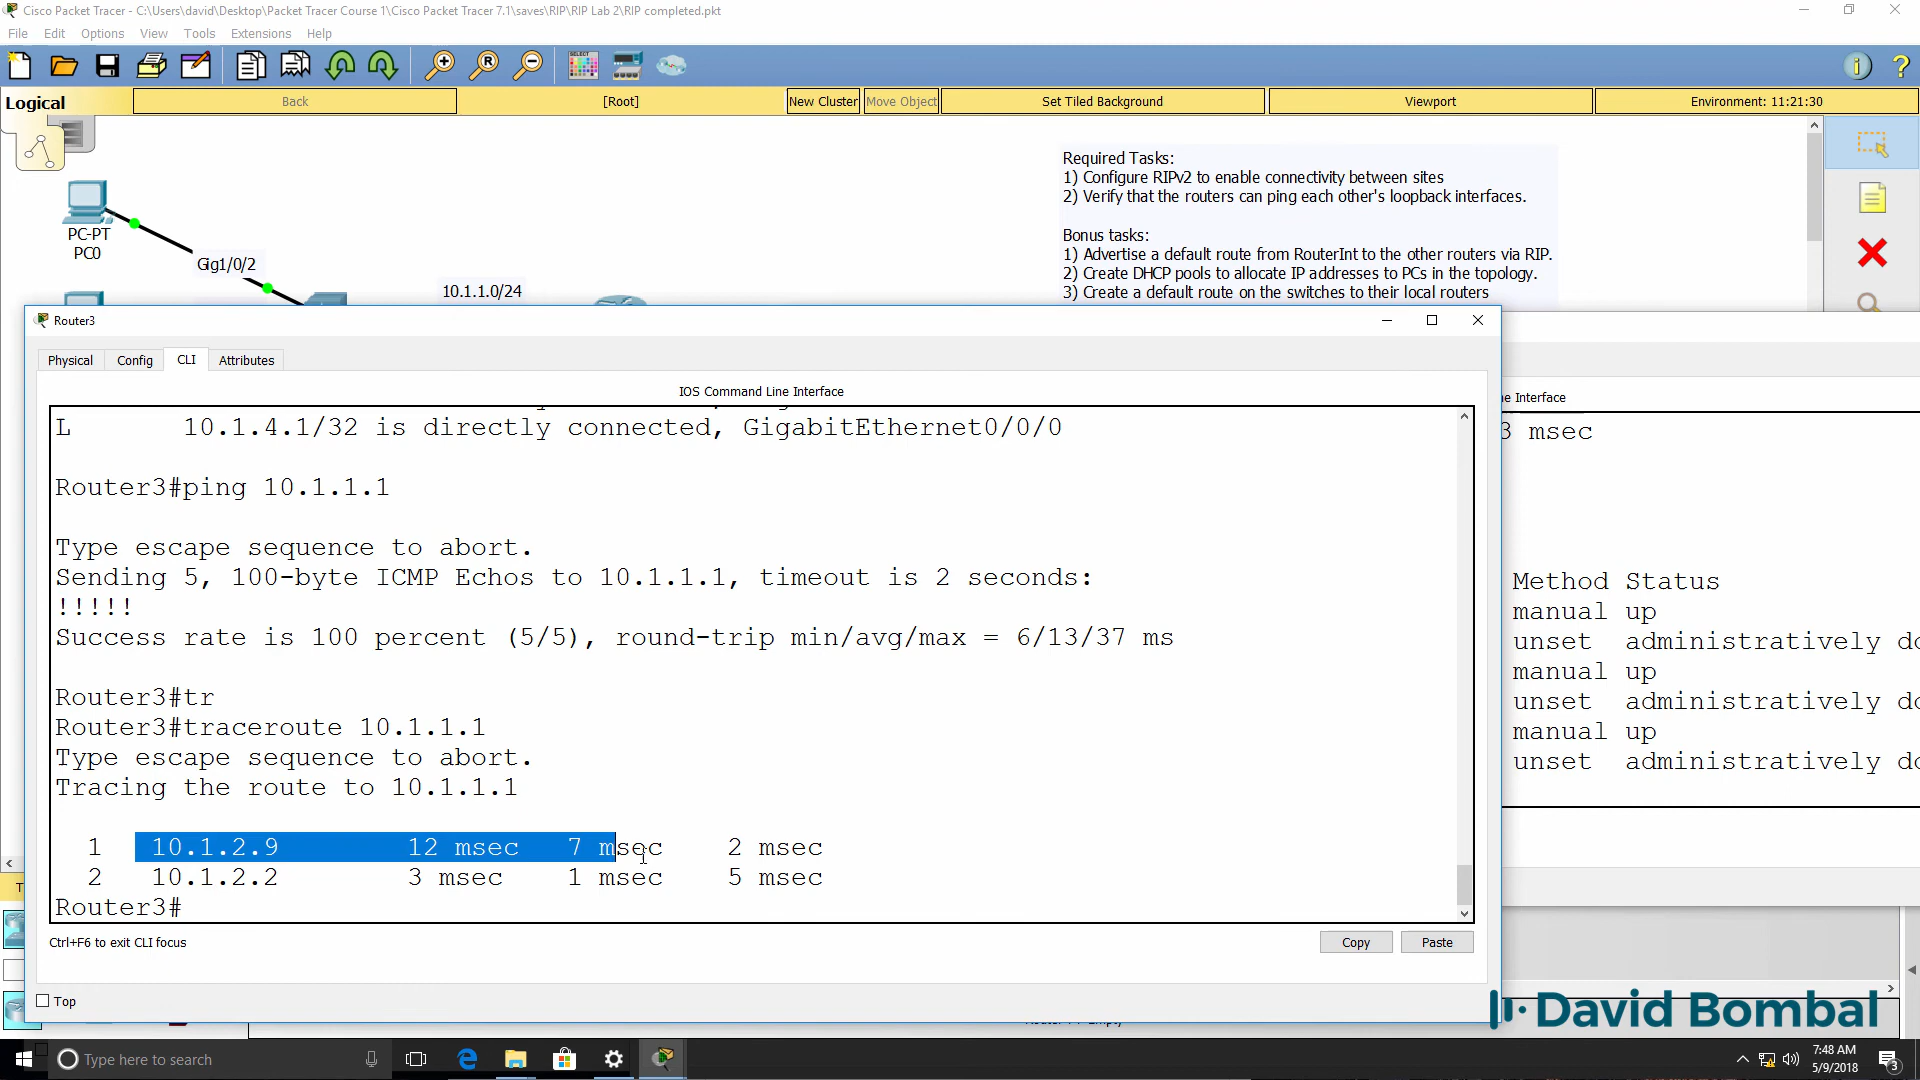 Cisco Packet Tracer - C:\Users\david\Desktop\Packet Tracer Course 1\Cisco Packet Tracer 7.1\saves\RIP\RIP Lab 2\RIP completed.pkt
File Edit Options View Tools Extensions Help
Logical Back [Root] New Cluster Move Object Set Tiled Background Viewport Environment: 11:21:30
PC-PT
PC0
Gig1/0/2
10.1.1.0/24
Required Tasks:
1) Configure RIPv2 to enable connectivity between sites
2) Verify that the routers can ping each other's loopback interfaces.
Bonus tasks:
1) Advertise a default route from RouterInt to the other routers via RIP.
2) Create DHCP pools to allocate IP addresses to PCs in the topology.
3) Create a default route on the switches to their local routers
Router3
Physical Config CLI Attributes
IOS Command Line Interface
L 10.1.4.1/32 is directly connected, GigabitEthernet0/0/0
Router3#ping 10.1.1.1
Type escape sequence to abort.
Sending 5, 100-byte ICMP Echos to 10.1.1.1, timeout is 2 seconds:
!!!!!
Success rate is 100 percent (5/5), round-trip min/avg/max = 6/13/37 ms
Router3#tr
Router3#traceroute 10.1.1.1
Type escape sequence to abort.
Tracing the route to 10.1.1.1
1 10.1.2.9 12 msec 7 msec 2 msec
2 10.1.2.2 3 msec 1 msec 5 msec
Router3#
Ctrl+F6 to exit CLI focus
Copy Paste
Top
Interface
3 msec
Method Status
manual up
unset administratively
manual up
unset administratively
manual up
unset administratively
David Bombal
Type here to search
7:48 AM
5/9/2018
3